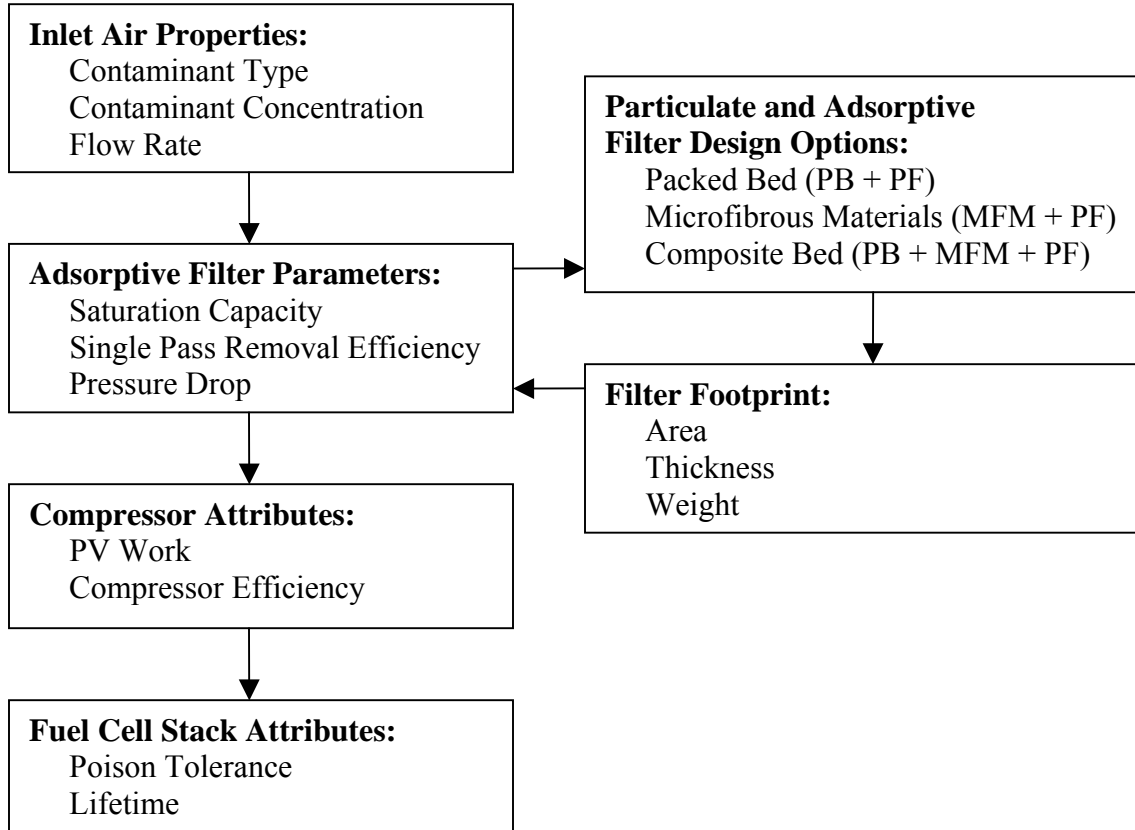 Inlet Air Properties:
Contaminant Type
Contaminant Concentration
Flow Rate
Adsorptive Filter Parameters:
Saturation Capacity
Single Pass Removal Efficiency
Pressure Drop
Particulate and Adsorptive
Filter Design Options:
Packed Bed (PB + PF)
Microfibrous Materials (MFM + PF)
Composite Bed (PB + MFM + PF)
Filter Footprint:
Area
Thickness
Weight
Compressor Attributes:
PV Work
Compressor Efficiency
Fuel Cell Stack Attributes:
Poison Tolerance
Lifetime